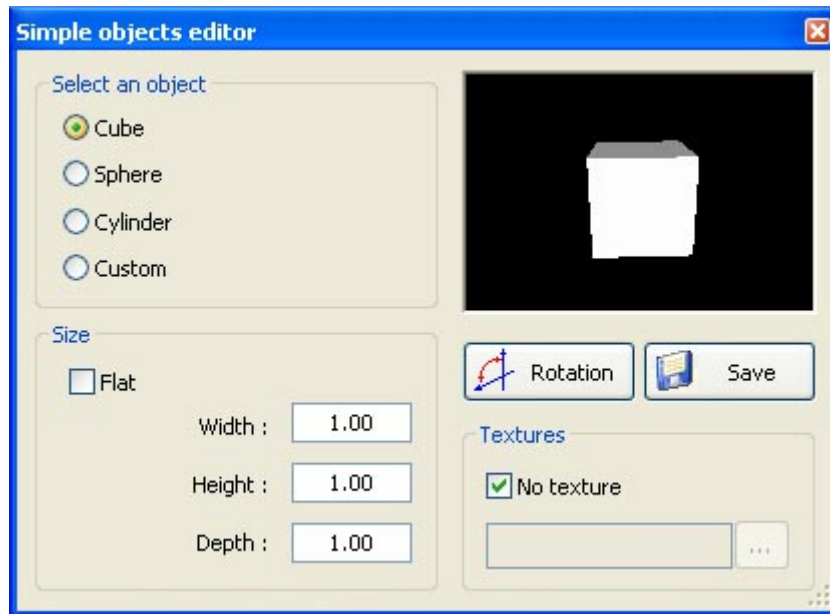 Simple objects editor
Select an object
Cube
Sphere
Cylinder
Custom
Size
Flat
Width : 1.00
Height : 1.00
Depth : 1.00
Rotation
Save
Textures
No texture
...